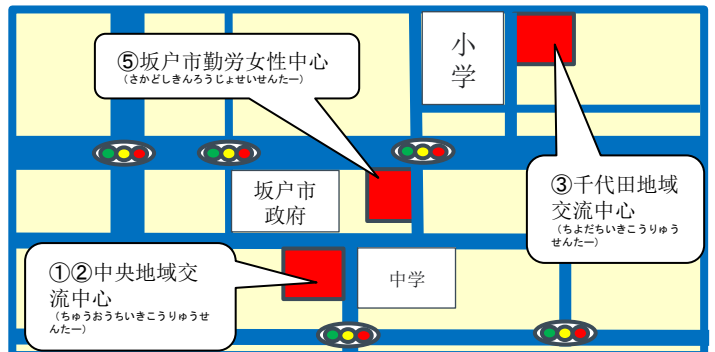 ⑤坂户市勤労女性中心
（さかどしきんろうじょせいせんたー）
小
学
③千代田地域
交流中心
（ちよだちいきこうりゅう
せんたー）
坂户市
政府
①②中央地域交
流中心
（ちゅうおうちいきこうりゅうせ
んたー）
中学